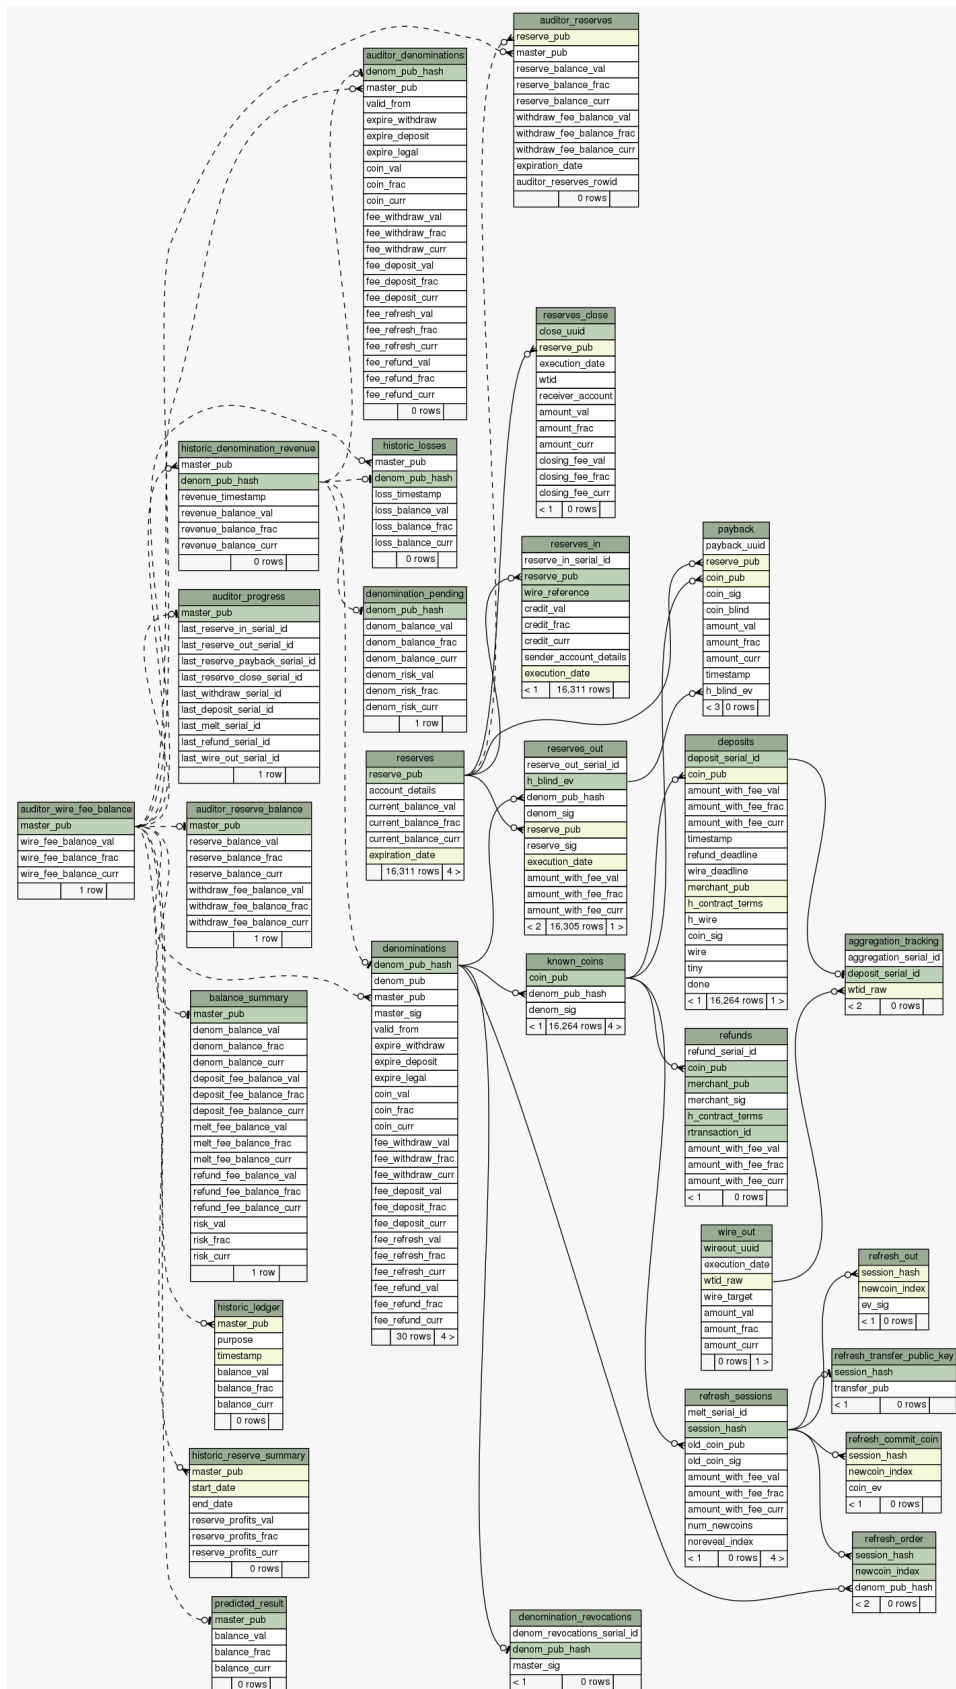 auditor_reserves
reserve_pub
master_pub
reserve_balance_val
reserve_balance_frac
reserve_balance_curr
withdraw_fee_balance_val
withdraw_fee_balance_frac
withdraw_fee_balance_curr
expiration_date
auditor_reserves_rowid
0 rows
auditor_denominations
denom_pub_hash
master_pub
valid_from
expire_withdraw
expire_deposit
expire_legal
coin_val
coin_frac
coin_curr
fee_withdraw_val
fee_withdraw_frac
fee_withdraw_curr
fee_deposit_val
fee_deposit_frac
fee_deposit_curr
fee_refresh_val
fee_refresh_frac
fee_refresh_curr
fee_refund_val
fee_refund_frac
fee_refund_curr
0 rows
reserves_close
close_uuid
reserve_pub
execution_date
wtid
receiver_account
amount_val
amount_frac
amount_curr
closing_fee_val
closing_fee_frac
closing_fee_curr
< 1 0 rows
historic_denomination_revenue
master_pub
denom_pub_hash
revenue_timestamp
revenue_balance_val
revenue_balance_frac
revenue_balance_curr
0 rows
historic_losses
master_pub
denom_pub_hash
loss_timestamp
loss_balance_val
loss_balance_frac
loss_balance_curr
0 rows
reserves_in
reserve_in_serial_id
reserve_pub
wire_reference
credit_val
credit_frac
credit_curr
sender_account_details
execution_date
< 1 16,311 rows
payback
payback_uuid
reserve_pub
coin_pub
coin_sig
coin_blind
amount_val
amount_frac
amount_curr
timestamp
h_blind_ev
< 3 0 rows
auditor_progress
master_pub
last_reserve_in_serial_id
last_reserve_out_serial_id
last_reserve_payback_serial_id
last_reserve_close_serial_id
last_withdraw_serial_id
last_deposit_serial_id
last_melt_serial_id
last_refund_serial_id
last_wire_out_serial_id
1 row
denomination_pending
denom_pub_hash
denom_balance_val
denom_balance_frac
denom_balance_curr
denom_risk_val
denom_risk_frac
denom_risk_curr
1 row
reserves
reserve_pub
account_details
current_balance_val
current_balance_frac
current_balance_curr
expiration_date
16,311 rows 4 >
reserves_out
reserve_out_serial_id
h_blind_ev
denom_pub_hash
denom_sig
reserve_pub
reserve_sig
execution_date
amount_with_fee_val
amount_with_fee_frac
amount_with_fee_curr
< 2 16,305 rows 1 >
deposits
deposit_serial_id
coin_pub
amount_with_fee_val
amount_with_fee_frac
amount_with_fee_curr
timestamp
refund_deadline
wire_deadline
merchant_pub
h_contract_terms
h_wire
coin_sig
wire
tiny
done
< 1 16,264 rows 1 >
auditor_wire_fee_balance
master_pub
wire_fee_balance_val
wire_fee_balance_frac
wire_fee_balance_curr
1 row
auditor_reserve_balance
master_pub
reserve_balance_val
reserve_balance_frac
reserve_balance_curr
withdraw_fee_balance_val
withdraw_fee_balance_frac
withdraw_fee_balance_curr
1 row
denominations
denom_pub_hash
denom_pub
master_pub
master_sig
valid_from
expire_withdraw
expire_deposit
expire_legal
coin_val
coin_frac
coin_curr
fee_withdraw_val
fee_withdraw_frac
fee_withdraw_curr
fee_deposit_val
fee_deposit_frac
fee_deposit_curr
fee_refresh_val
fee_refresh_frac
fee_refresh_curr
fee_refund_val
fee_refund_frac
fee_refund_curr
30 rows 4 >
known_coins
coin_pub
denom_pub_hash
denom_sig
< 1 16,264 rows 4 >
aggregation_tracking
aggregation_serial_id
deposit_serial_id
wtid_raw
< 2 0 rows
balance_summary
master_pub
denom_balance_val
denom_balance_frac
denom_balance_curr
deposit_fee_balance_val
deposit_fee_balance_frac
deposit_fee_balance_curr
melt_fee_balance_val
melt_fee_balance_frac
melt_fee_balance_curr
refund_fee_balance_val
refund_fee_balance_frac
refund_fee_balance_curr
risk_val
risk_frac
risk_curr
1 row
refunds
refund_serial_id
coin_pub
merchant_pub
merchant_sig
h_contract_terms
rtransaction_id
amount_with_fee_val
amount_with_fee_frac
amount_with_fee_curr
< 1 0 rows
wire_out
wireout_uuid
execution_date
wtid_raw
wire_target
amount_val
amount_frac
amount_curr
0 rows 1 >
refresh_out
session_hash
newcoin_index
ev_sig
< 1 0 rows
historic_ledger
master_pub
purpose
timestamp
balance_val
balance_frac
balance_curr
0 rows
refresh_transfer_public_key
session_hash
transfer_pub
< 1 0 rows
refresh_sessions
melt_serial_id
session_hash
old_coin_pub
old_coin_sig
amount_with_fee_val
amount_with_fee_frac
amount_with_fee_curr
num_newcoins
noreveal_index
< 1 0 rows 4 >
refresh_commit_coin
session_hash
newcoin_index
coin_ev
< 1 0 rows
historic_reserve_summary
master_pub
start_date
end_date
reserve_profits_val
reserve_profits_frac
reserve_profits_curr
0 rows
refresh_order
session_hash
newcoin_index
denom_pub_hash
< 2 0 rows
predicted_result
master_pub
balance_val
balance_frac
balance_curr
0 rows
denomination_revocations
denom_revocations_serial_id
denom_pub_hash
master_sig
< 1 0 rows